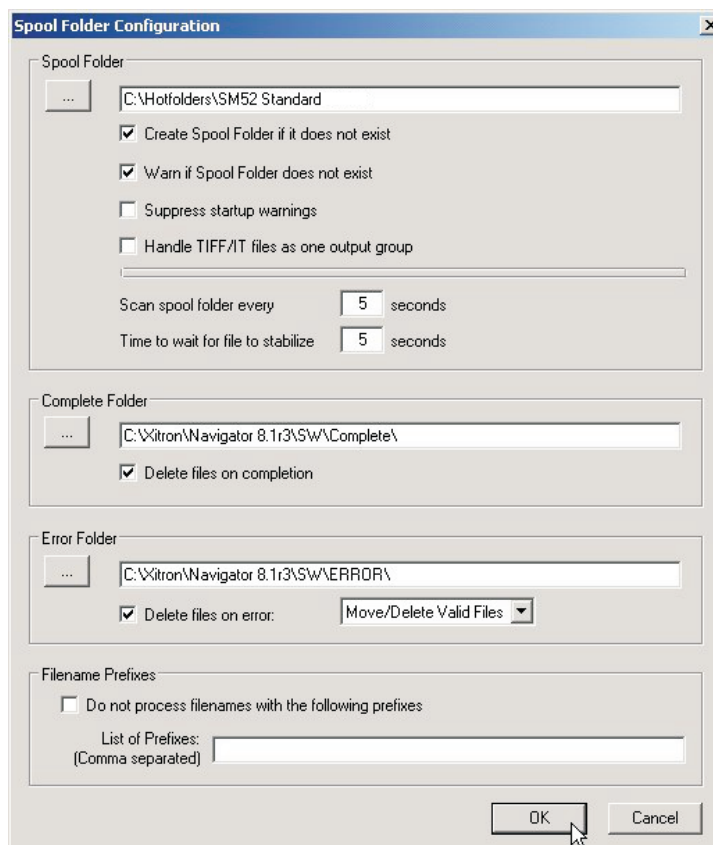 Spool Folder Configuration
Spool Folder
...
C:\Hotfolders\SM52 Standard
Create Spool Folder if it does not exist
Warn if Spool Folder does not exist
Suppress startup warnings
Handle TIFF/IT files as one output group
Scan spool folder every 5 seconds
Time to wait for file to stabilize 5 seconds
Complete Folder
...
C:\Xitron\Navigator 8.1r3\SW\Complete\
Delete files on completion
Error Folder
...
C:\Xitron\Navigator 8.1r3\SW\ERROR\
Delete files on error: Move/Delete Valid Files
Filename Prefixes
Do not process filenames with the following prefixes
List of Prefixes:
(Comma separated)
OK Cancel